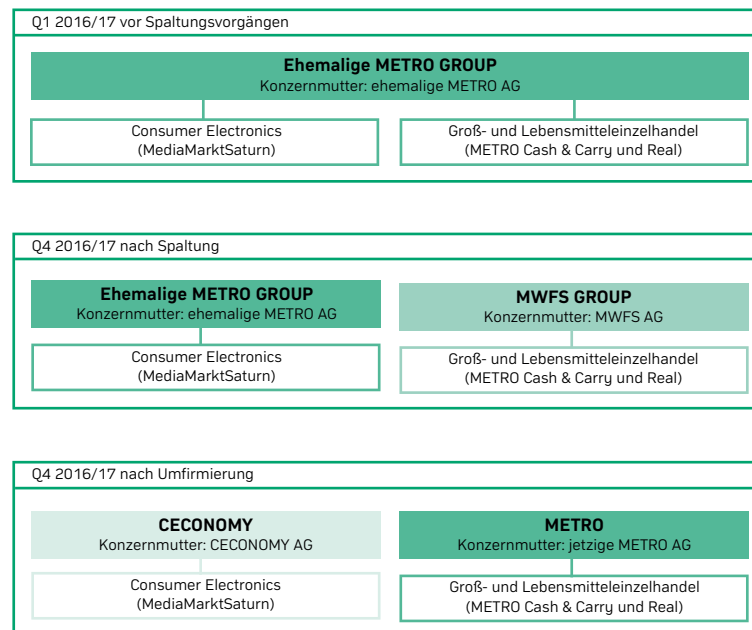 Q1 2016/17 vor Spaltungsvorgängen
Ehemalige METRO GROUP
Konzernmutter: ehemalige METRO AG
Consumer Electronics
(MediaMarktSaturn)
Groß- und Lebensmitteleinzelhandel
(METRO Cash & Carry und Real)
Q4 2016/17 nach Spaltung
Ehemalige METRO GROUP
Konzernmutter: ehemalige METRO AG
Consumer Electronics
(MediaMarktSaturn)
MWFS GROUP
Konzernmutter: MWFS AG
Groß- und Lebensmitteleinzelhandel
(METRO Cash & Carry und Real)
Q4 2016/17 nach Umfirmierung
CECONOMY
Konzernmutter: CECONOMY AG
Consumer Electronics
(MediaMarktSaturn)
METRO
Konzernmutter: jetzige METRO AG
Groß- und Lebensmitteleinzelhandel
(METRO Cash & Carry und Real)